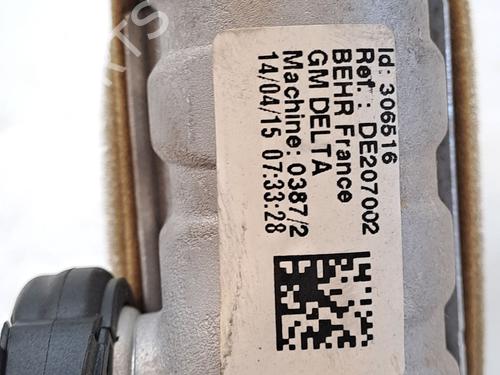 Id: 306516
Ref. : DE207002
BEHR France
GM DELTA
Machine: 0387/2
14/04/15 07:33:28